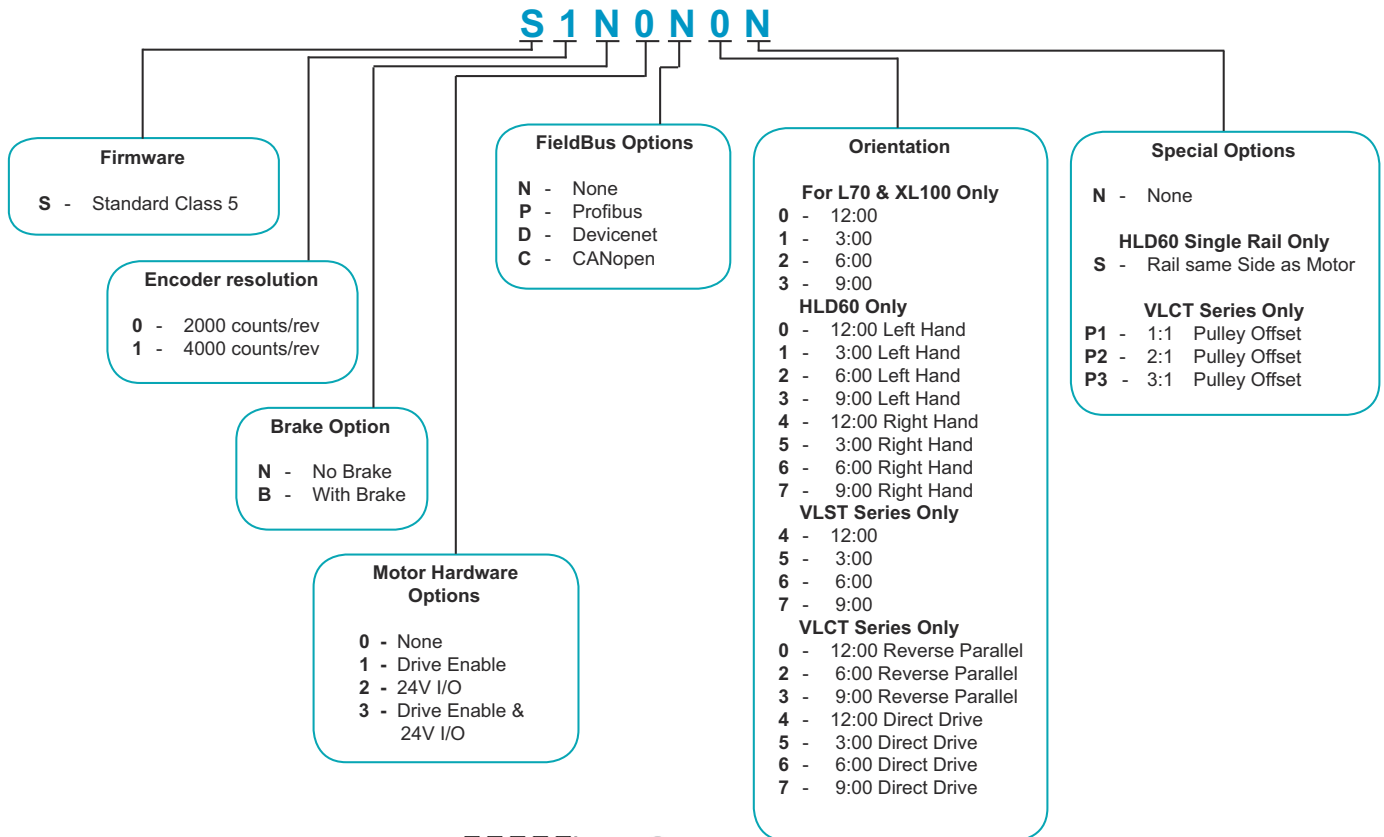 S 1 N 0 N 0 N
Firmware
S - Standard Class 5
Encoder resolution
0 - 2000 counts/rev
1 - 4000 counts/rev
Brake Option
N - No Brake
B - With Brake
Motor Hardware
Options
0 - None
1 - Drive Enable
2 - 24V I/O
3 - Drive Enable &
24V I/O
FieldBus Options
N - None
P - Profibus
D - Devicenet
C - CANopen
Orientation
For L70 & XL100 Only
0 - 12:00
1 - 3:00
2 - 6:00
3 - 9:00
HLD60 Only
0 - 12:00 Left Hand
1 - 3:00 Left Hand
2 - 6:00 Left Hand
3 - 9:00 Left Hand
4 - 12:00 Right Hand
5 - 3:00 Right Hand
6 - 6:00 Right Hand
7 - 9:00 Right Hand
VLST Series Only
4 - 12:00
5 - 3:00
6 - 6:00
7 - 9:00
VLCT Series Only
0 - 12:00 Reverse Parallel
2 - 6:00 Reverse Parallel
3 - 9:00 Reverse Parallel
4 - 12:00 Direct Drive
5 - 3:00 Direct Drive
6 - 6:00 Direct Drive
7 - 9:00 Direct Drive
Special Options
N - None
HLD60 Single Rail Only
S - Rail same Side as Motor
VLCT Series Only
P1 - 1:1 Pulley Offset
P2 - 2:1 Pulley Offset
P3 - 3:1 Pulley Offset